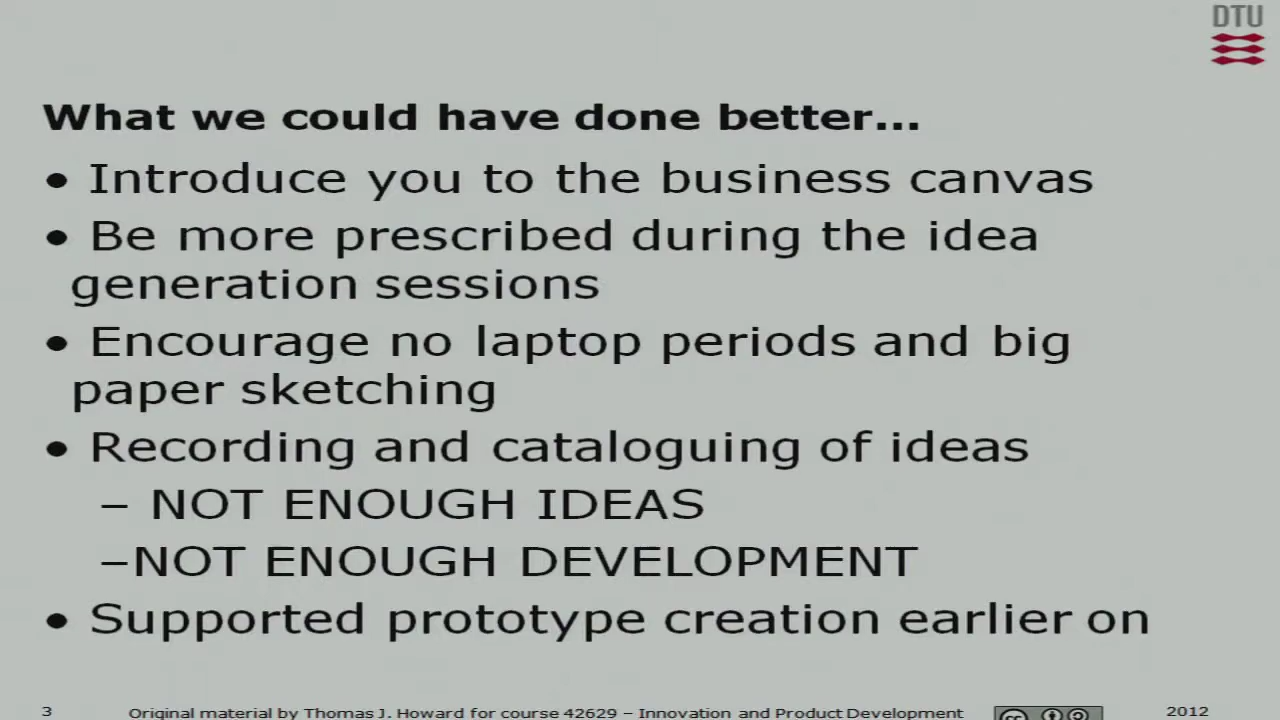 DTU
What we could have done better...
• Introduce you to the business canvas
• Be more prescribed during the idea
generation sessions
• Encourage no laptop periods and big
paper sketching
• Recording and cataloguing of ideas
– NOT ENOUGH IDEAS
–NOT ENOUGH DEVELOPMENT
• Supported prototype creation earlier on
3 Original material by Thomas J. Howard for course 42629 – Innovation and Product Development cc 2012